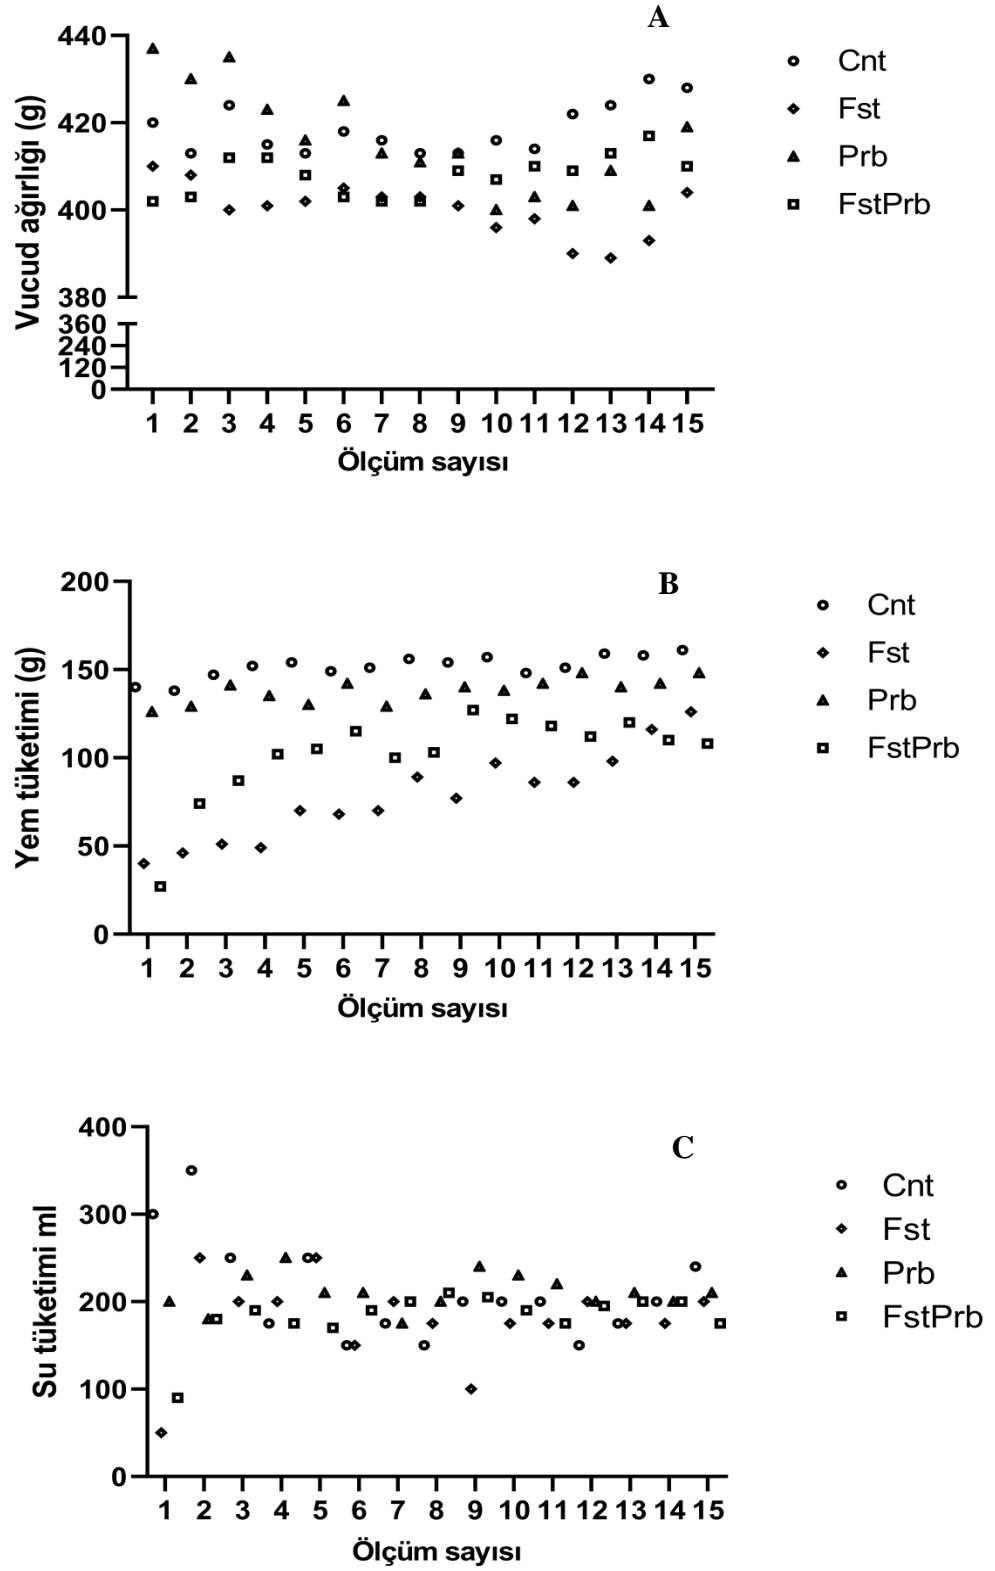 A
440
420
400
380
360
240
120
0
Vucud ağırlığı (g)
1 2 3 4 5 6 7 8 9 10 11 12 13 14 15
Ölçüm sayısı
Cnt
Fst
Prb
FstPrb
B
200
150
100
50
0
Yem tüketimi (g)
1 2 3 4 5 6 7 8 9 10 11 12 13 14 15
Ölçüm sayısı
Cnt
Fst
Prb
FstPrb
C
400
300
200
100
0
Su tüketimi ml
1 2 3 4 5 6 7 8 9 10 11 12 13 14 15
Ölçüm sayısı
Cnt
Fst
Prb
FstPrb